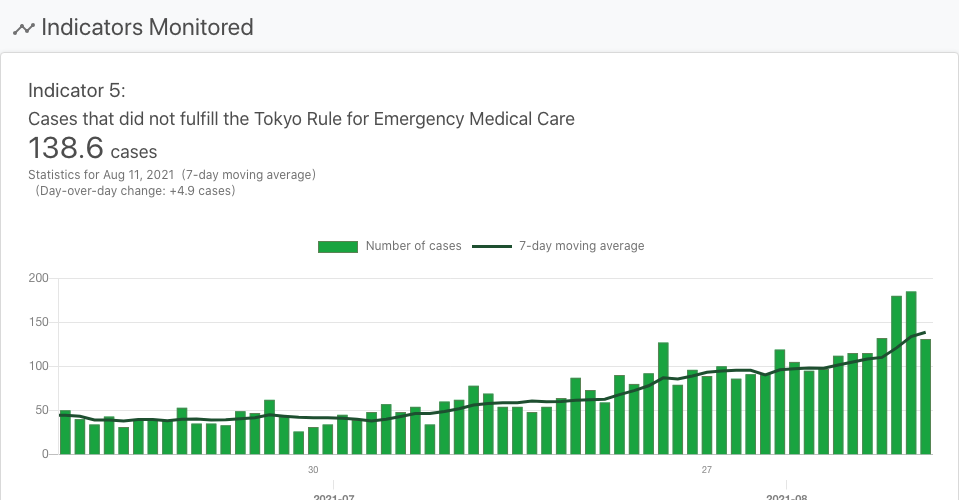 Indicators Monitored
Indicator 5:
Cases that did not fulfill the Tokyo Rule for Emergency Medical Care
138.6 cases
Statistics for Aug 11, 2021 (7-day moving average)
(Day-over-day change: +4.9 cases)
Number of cases 7-day moving average
200
150
100
50
0
30 27
2021-07 2021-08